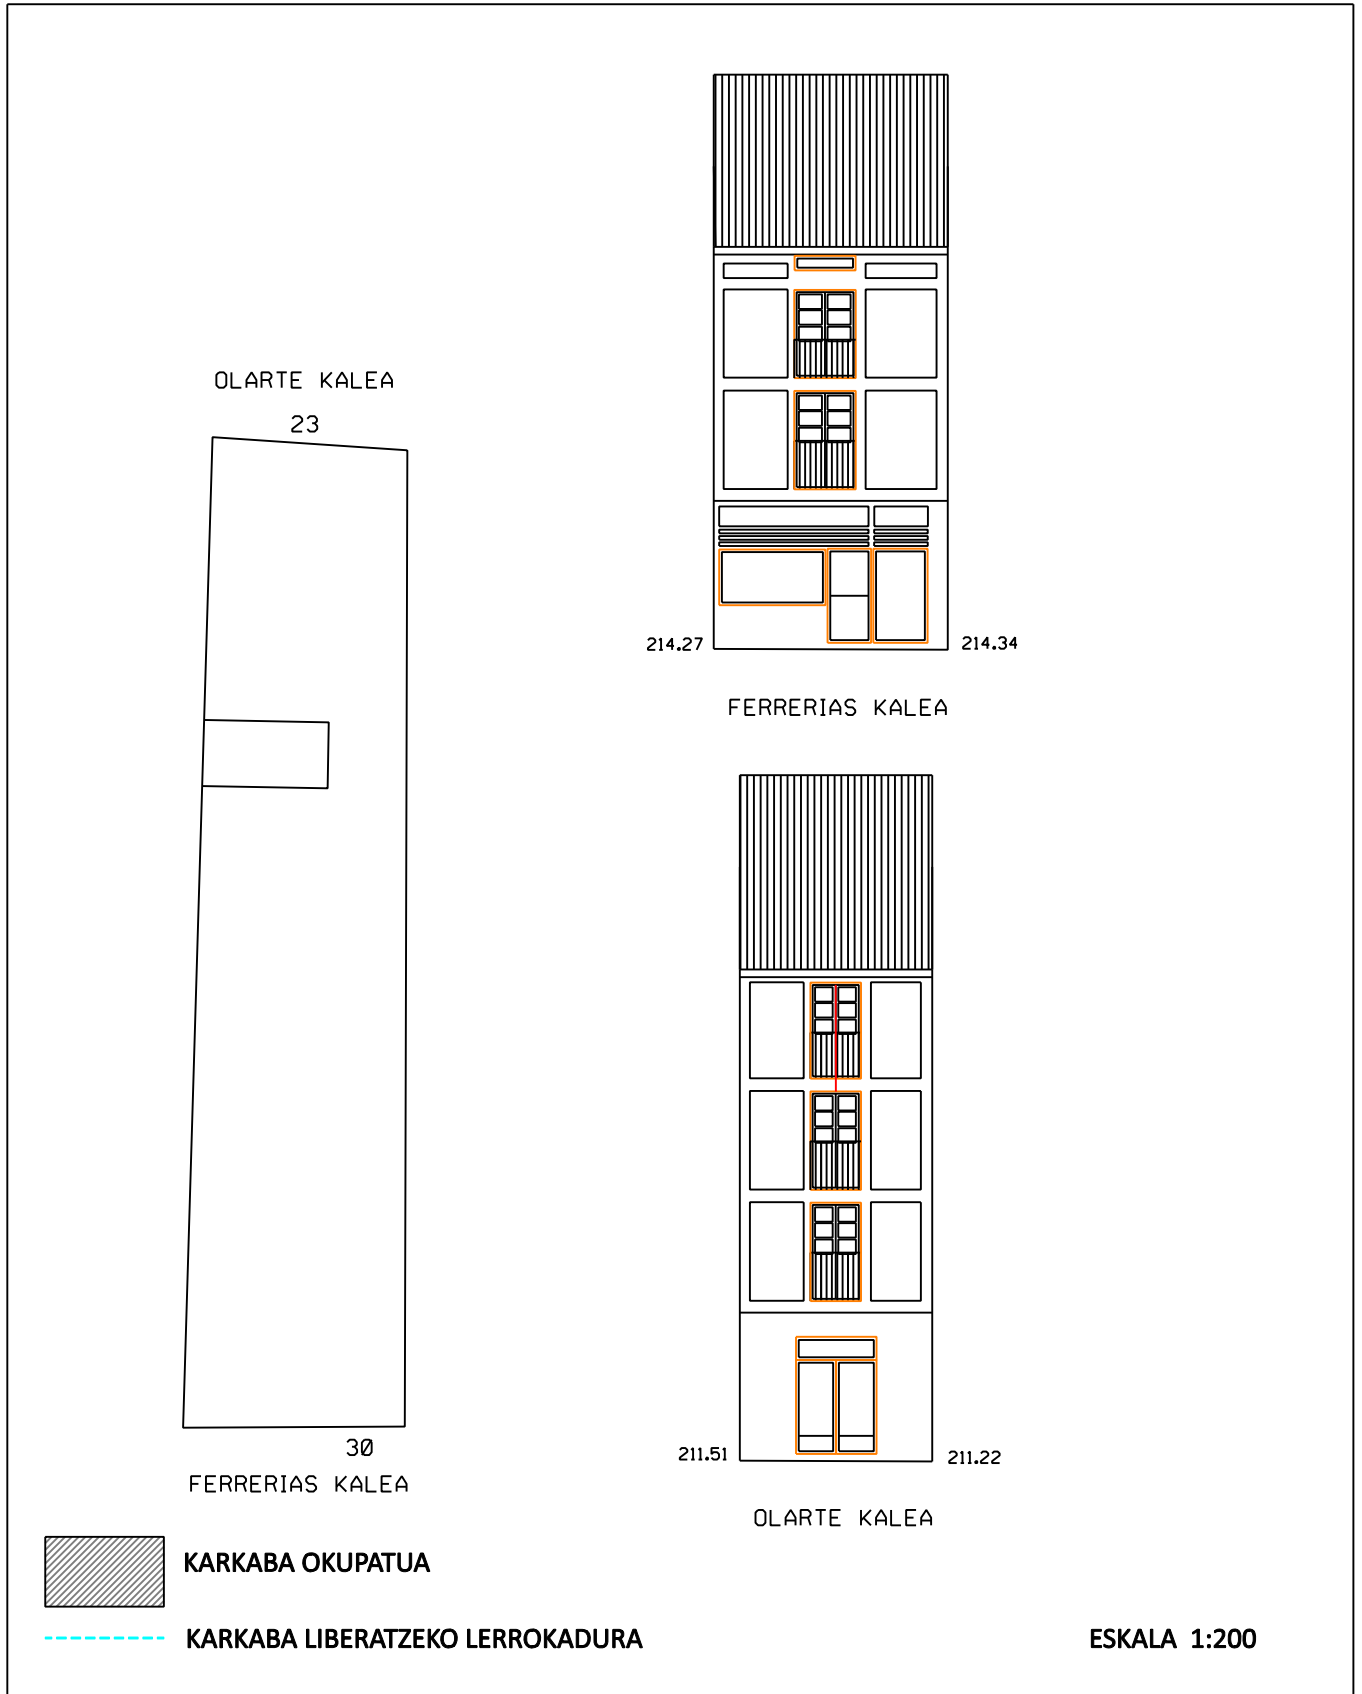 OLARTE KALEA
23
214.27
214.34
FERRERIAS KALEA
30
FERRERIAS KALEA
211.51
211.22
OLARTE KALEA
KARKABA OKUPATUA
KARKABA LIBERATZEKO LERROKADURA
ESKALA 1:200